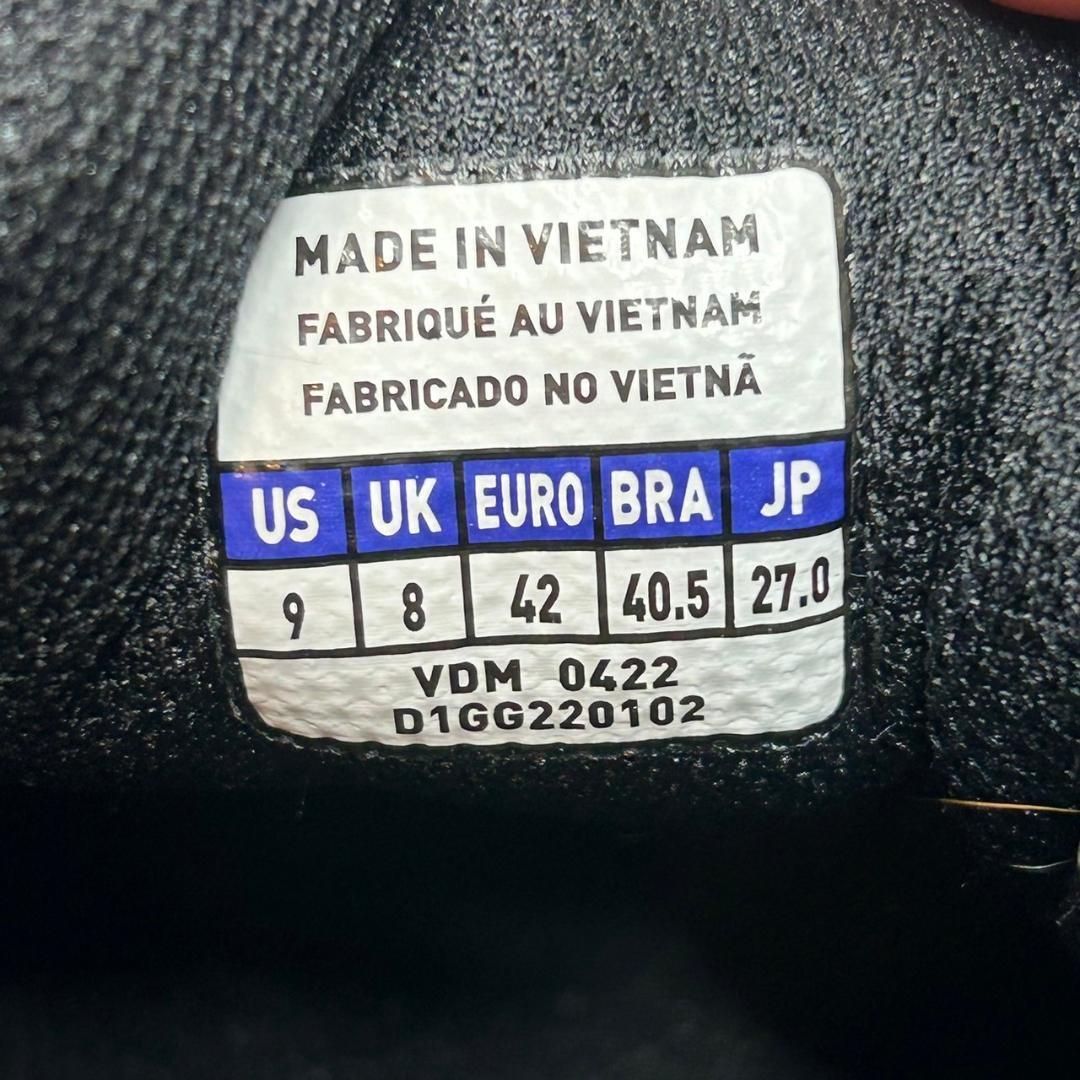 MADE IN VIETNAM
FABRIQUÉ AU VIETNAM
FABRICADO NO VIETNÃ
US UK EURO BRA JP
9 8 42 40.5 27.0
VDM 0422
D1GG220102